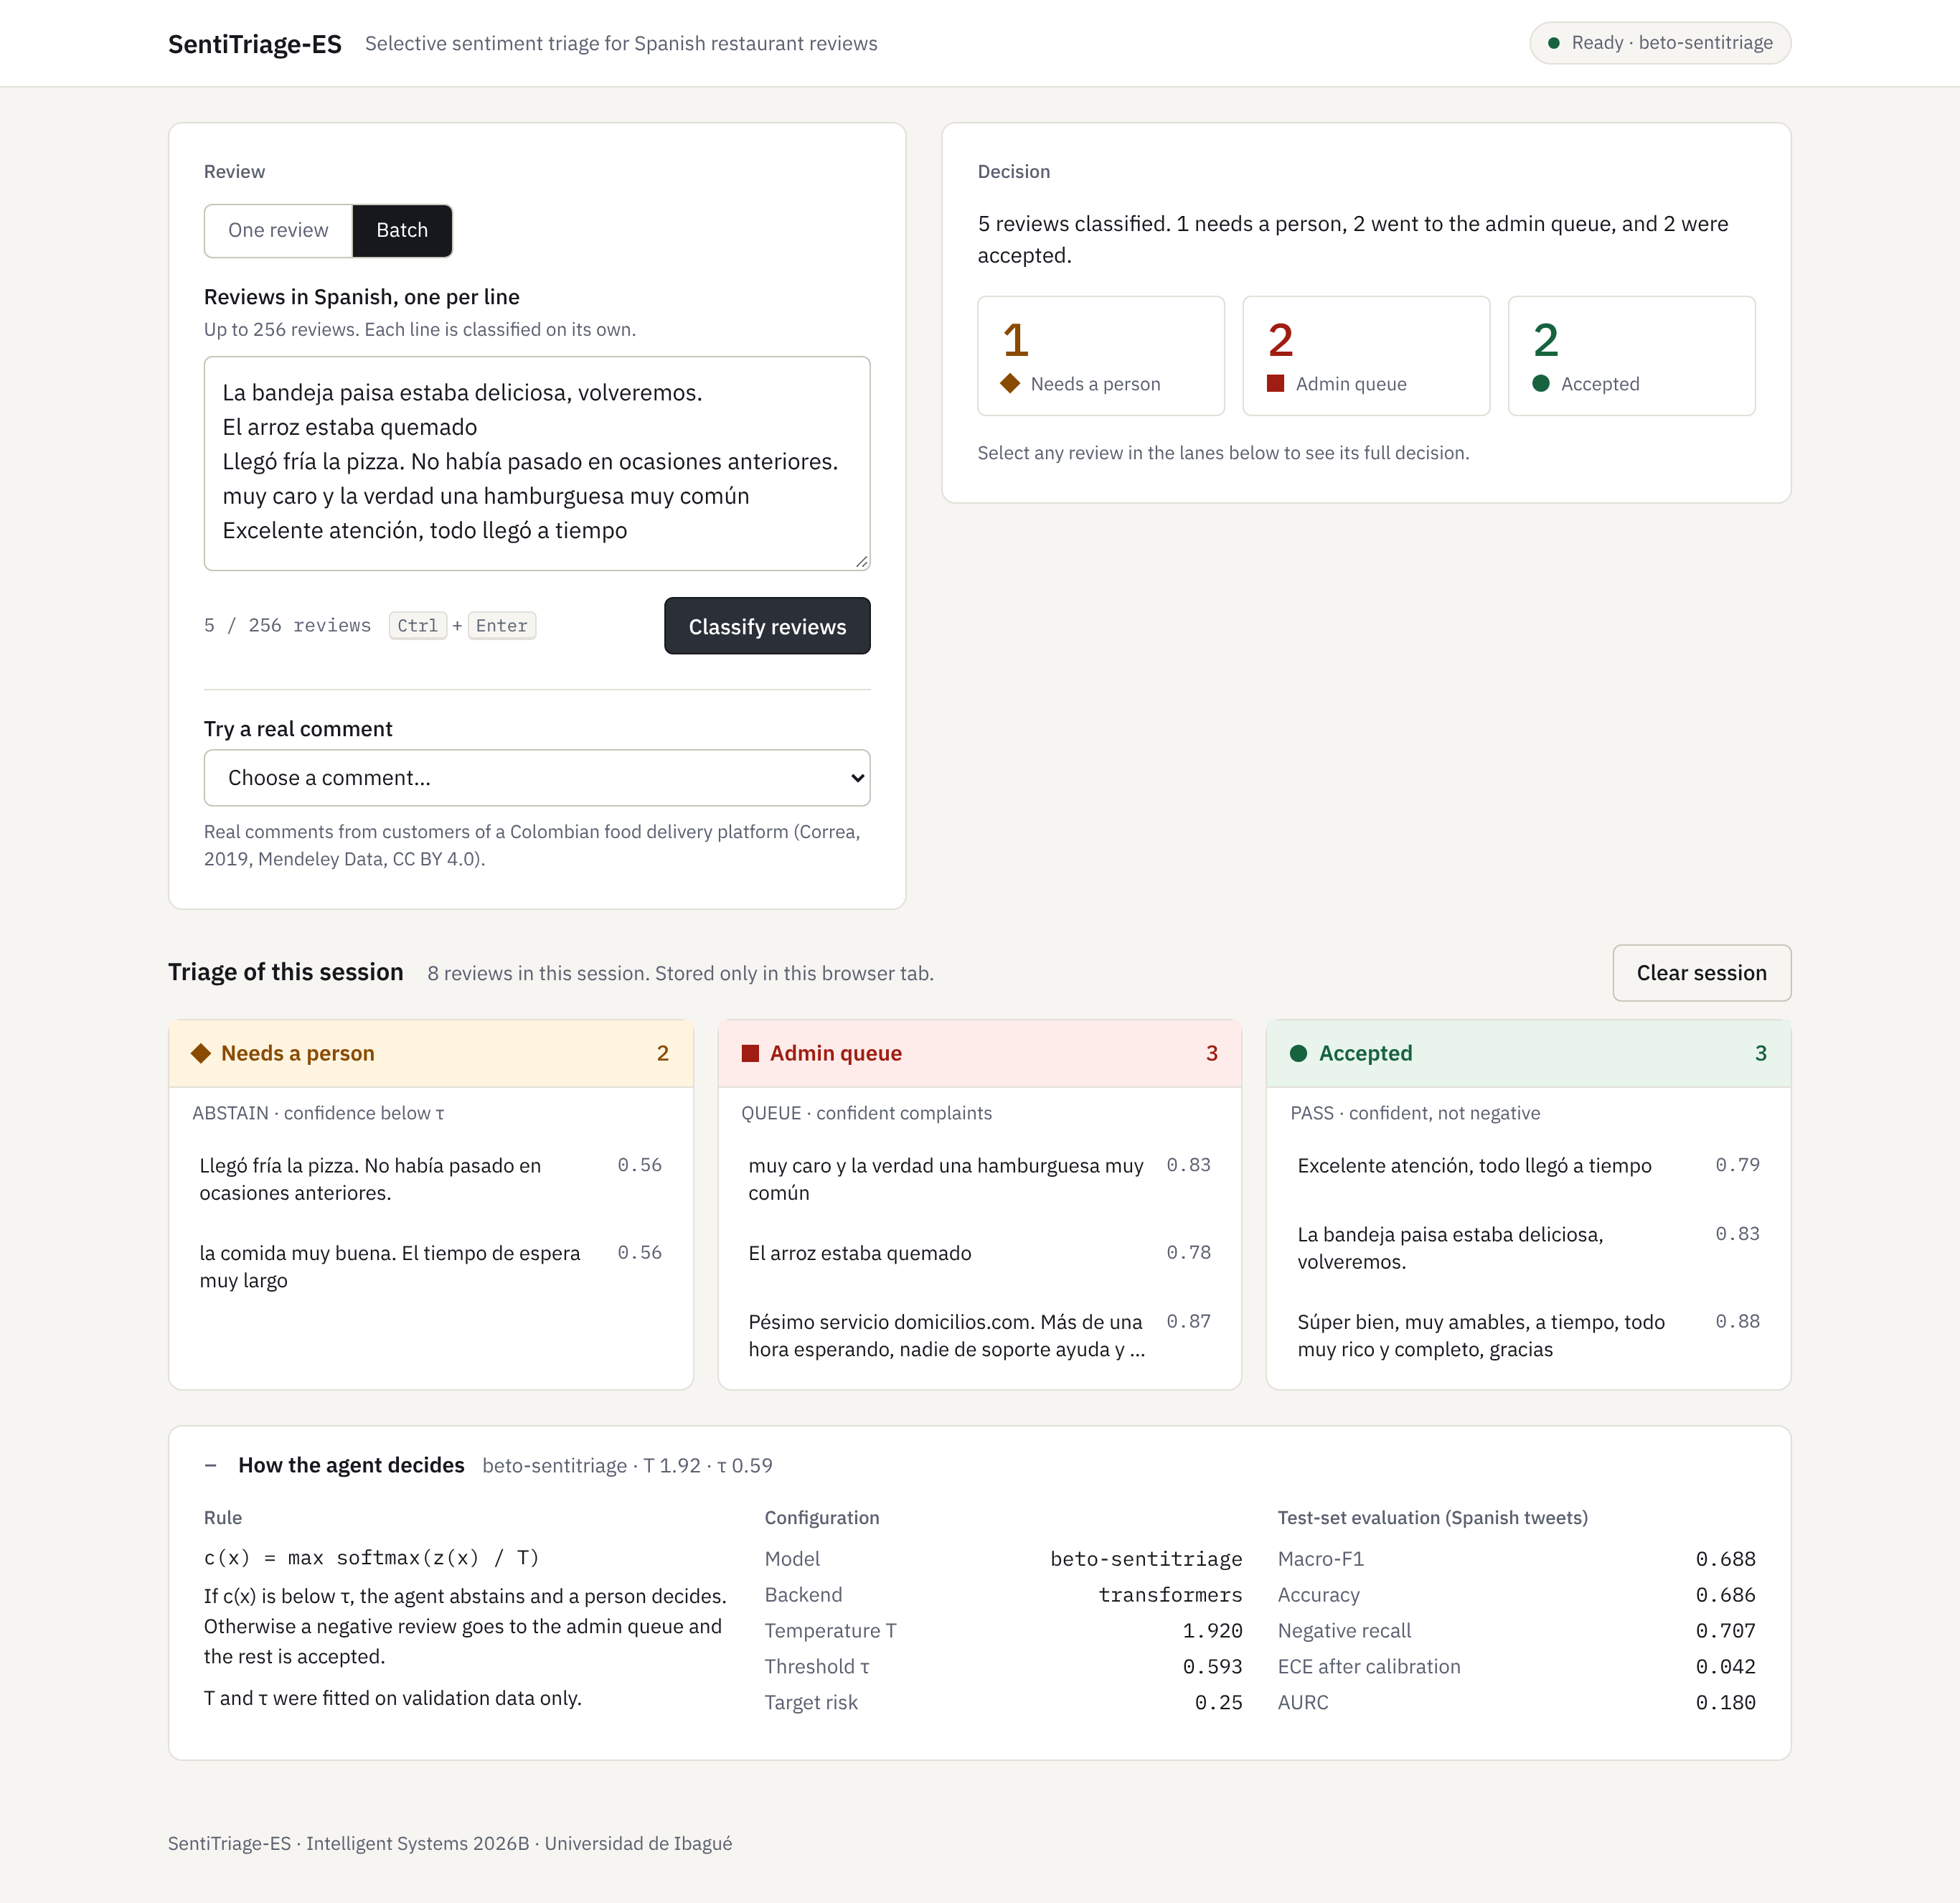 SentiTriage-ES Selective sentiment triage for Spanish restaurant reviews
Ready · beto-sentitriage
Review
One review
Batch
Reviews in Spanish, one per line
Up to 256 reviews. Each line is classified on its own.
La bandeja paisa estaba deliciosa, volveremos.
El arroz estaba quemado
Llegó fría la pizza. No había pasado en ocasiones anteriores.
muy caro y la verdad una hamburguesa muy común
Excelente atención, todo llegó a tiempo
5 / 256 reviews Ctrl + Enter
Classify reviews
Try a real comment
Choose a comment...
Real comments from customers of a Colombian food delivery platform (Correa,
2019, Mendeley Data, CC BY 4.0).
Decision
5 reviews classified. 1 needs a person, 2 went to the admin queue, and 2 were
accepted.
1
Needs a person
2
Admin queue
2
Accepted
Select any review in the lanes below to see its full decision.
Triage of this session 8 reviews in this session. Stored only in this browser tab.
Clear session
Needs a person 2
ABSTAIN · confidence below τ
Llegó fría la pizza. No había pasado en 0.56
ocasiones anteriores.
la comida muy buena. El tiempo de espera 0.56
muy largo
Admin queue 3
QUEUE · confident complaints
muy caro y la verdad una hamburguesa muy 0.83
común
El arroz estaba quemado 0.78
Pésimo servicio domicilios.com. Más de una 0.87
hora esperando, nadie de soporte ayuda y ...
Accepted 3
PASS · confident, not negative
Excelente atención, todo llegó a tiempo 0.79
La bandeja paisa estaba deliciosa, 0.83
volveremos.
Súper bien, muy amables, a tiempo, todo 0.88
muy rico y completo, gracias
– How the agent decides beto-sentitriage · T 1.92 · τ 0.59
Rule
c(x) = max softmax(z(x) / T)
If c(x) is below τ, the agent abstains and a person decides.
Otherwise a negative review goes to the admin queue and
the rest is accepted.
T and τ were fitted on validation data only.
Configuration
Model beto-sentitriage
Backend transformers
Temperature T 1.920
Threshold τ 0.593
Target risk 0.25
Test-set evaluation (Spanish tweets)
Macro-F1 0.688
Accuracy 0.686
Negative recall 0.707
ECE after calibration 0.042
AURC 0.180
SentiTriage-ES · Intelligent Systems 2026B · Universidad de Ibagué